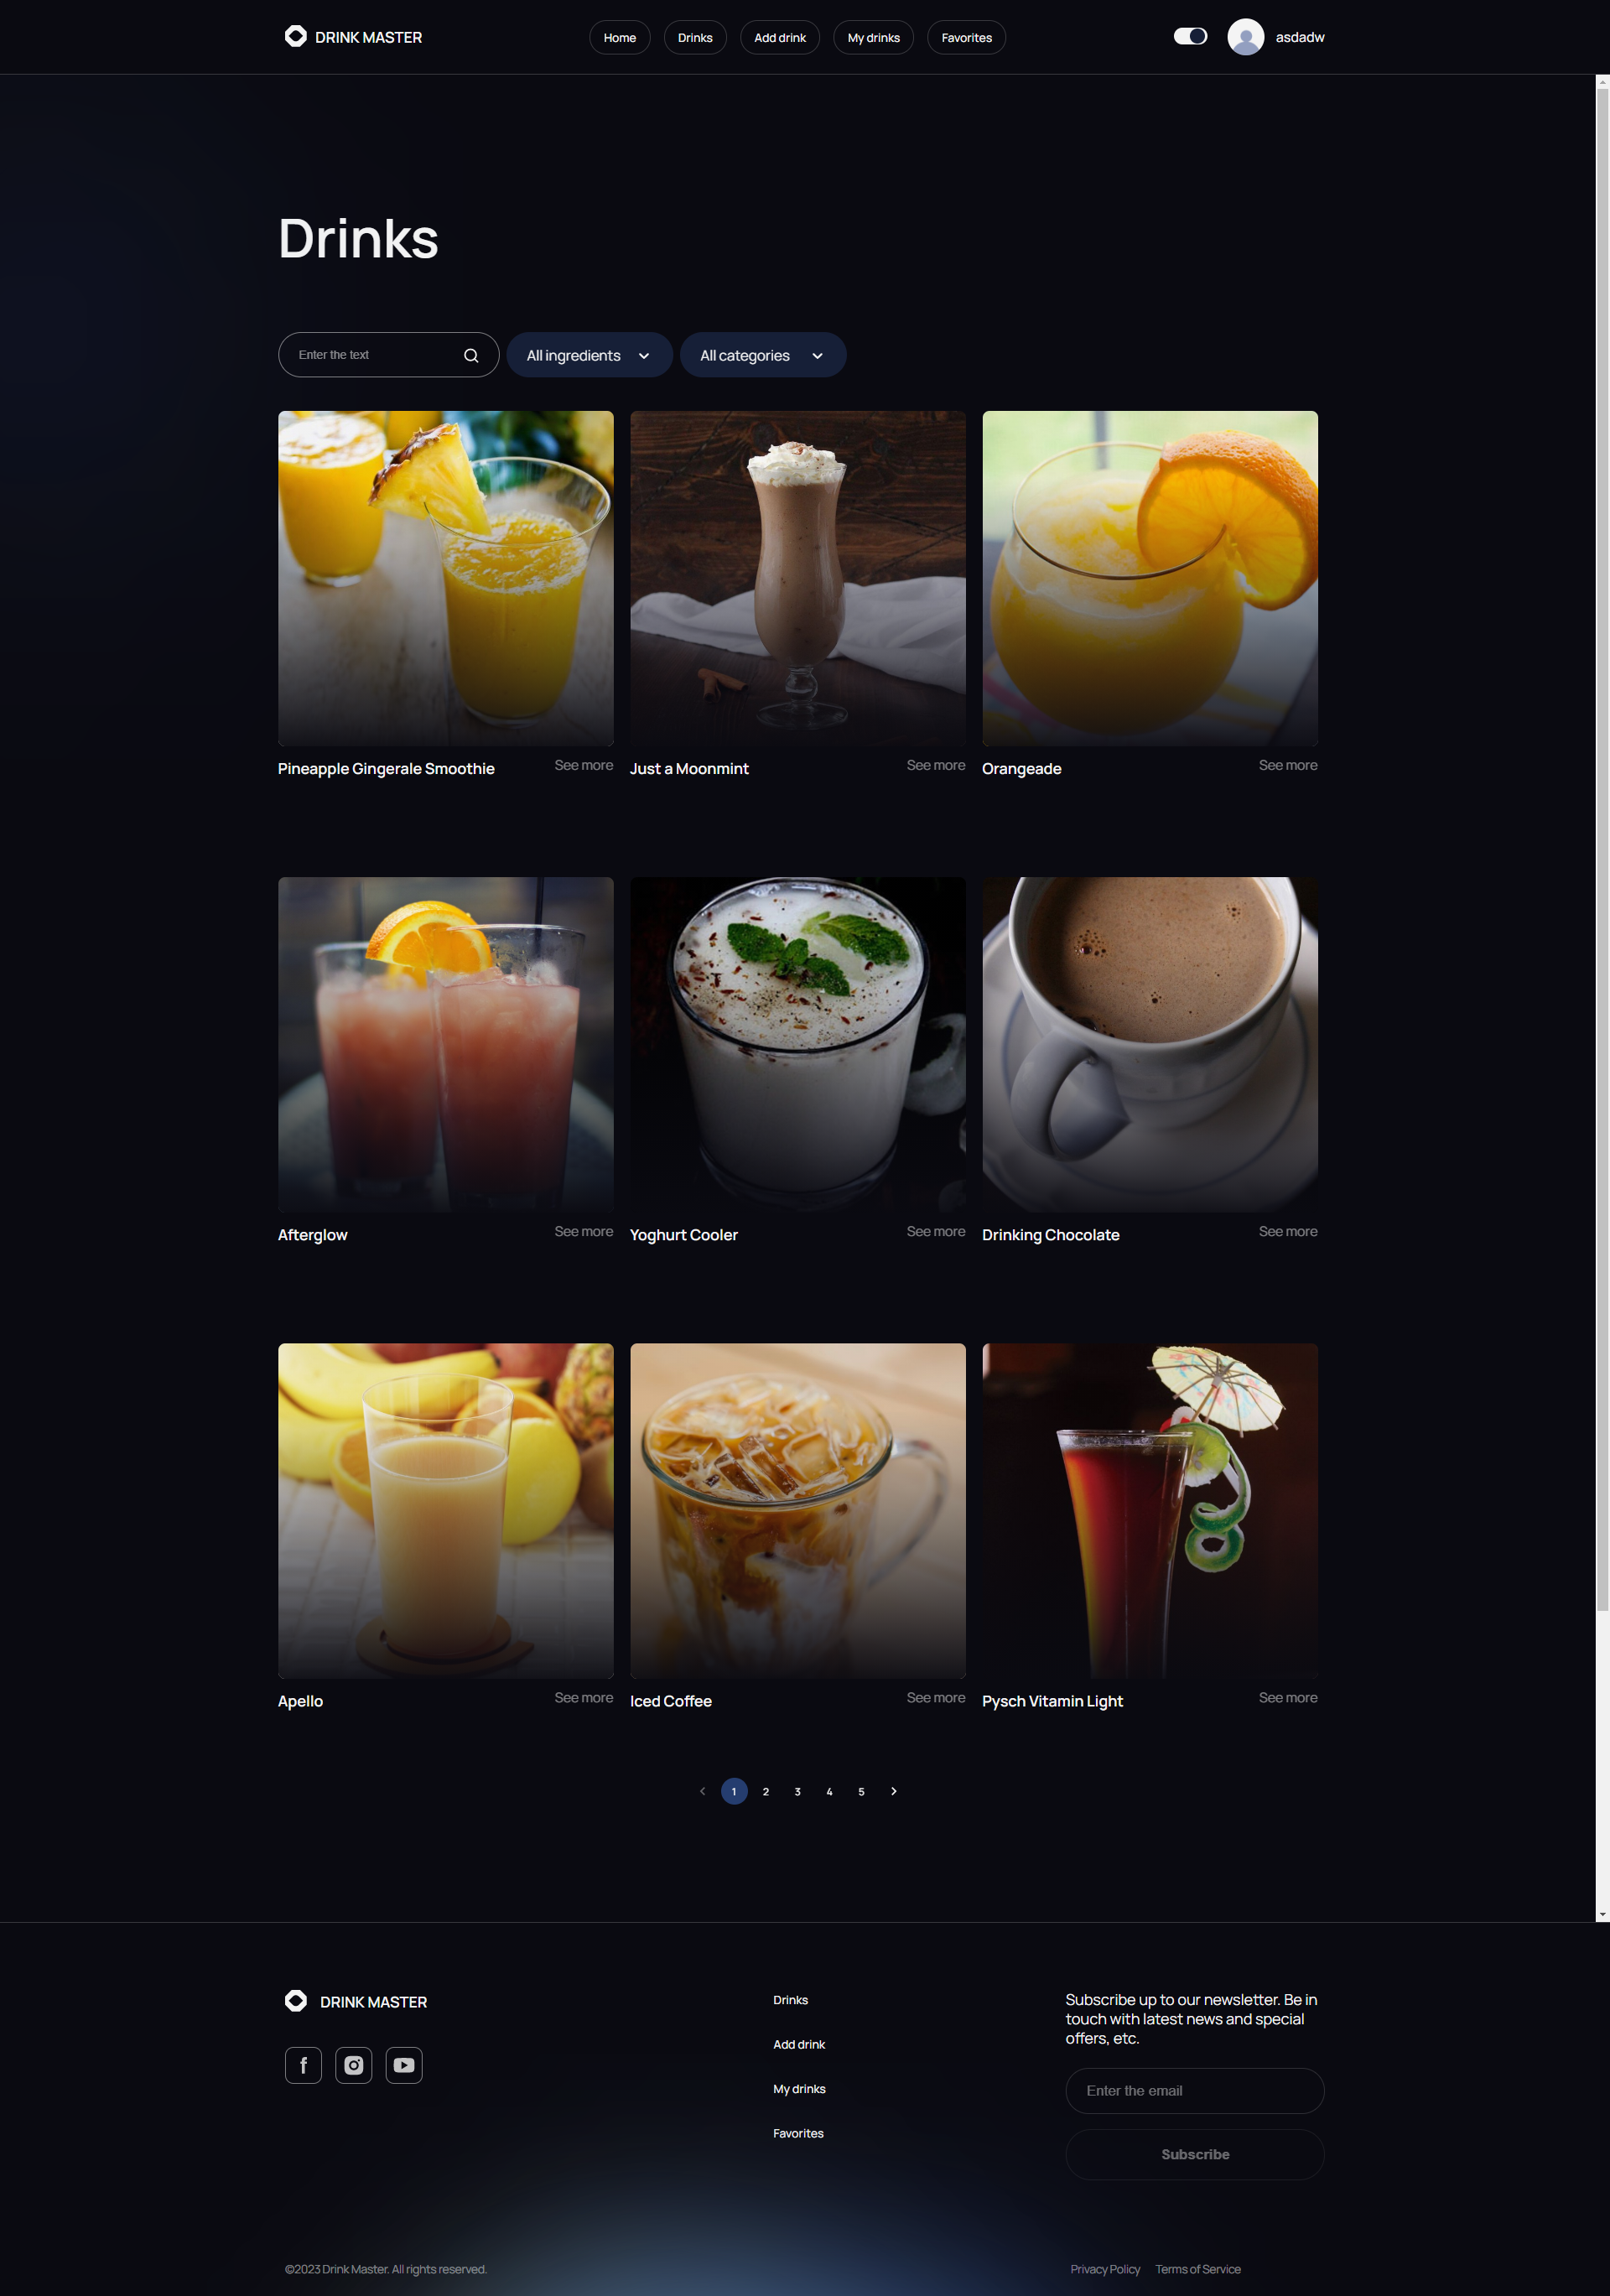 DRINK MASTER
Home
Drinks
Add drink
My drinks
Favorites
asdadw
Drinks
Enter the text
All ingredients
All categories
Pineapple Gingerale Smoothie
See more
Just a Moonmint
See more
Orangeade
See more
Afterglow
See more
Yoghurt Cooler
See more
Drinking Chocolate
See more
Apello
See more
Iced Coffee
See more
Pysch Vitamin Light
See more
1
2
3
4
5
DRINK MASTER
Drinks
Add drink
My drinks
Favorites
Subscribe up to our newsletter. Be in
touch with latest news and special
offers, etc.
Enter the email
Subscribe
©2023 Drink Master. All rights reserved.
Privacy Policy
Terms of Service